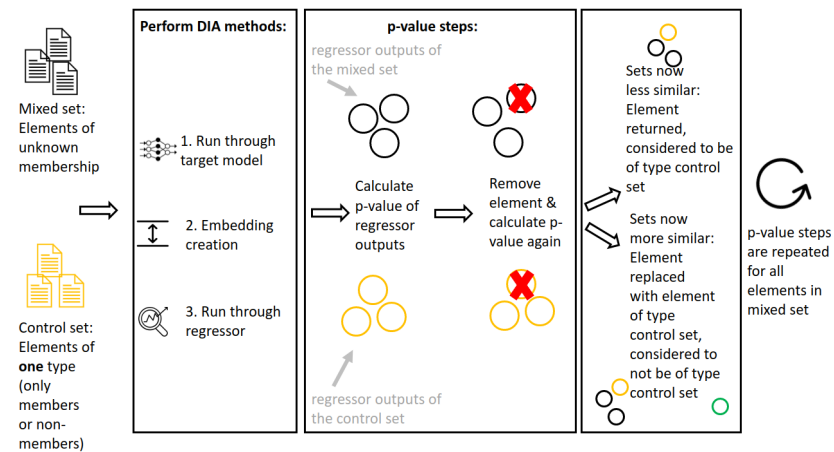 Mixed set:
Elements of
unknown
membership
Control set:
Elements of
one type
(only
members
or non-
members)
Perform DIA methods:
1. Run through
target model
2. Embedding
creation
3. Run through
regressor
p-value steps:
regressor outputs of
the mixed set
Calculate
p-value of
regressor
outputs
Remove
element &
calculate p-
value again
regressor outputs of
the control set
Sets now
less similar:
Element
returned,
considered to be
of type control
set
Sets now
more similar:
Element
replaced
with element
of type
control set,
considered to
not be of type
control set
p-value steps
are repeated
for all
elements in
mixed set